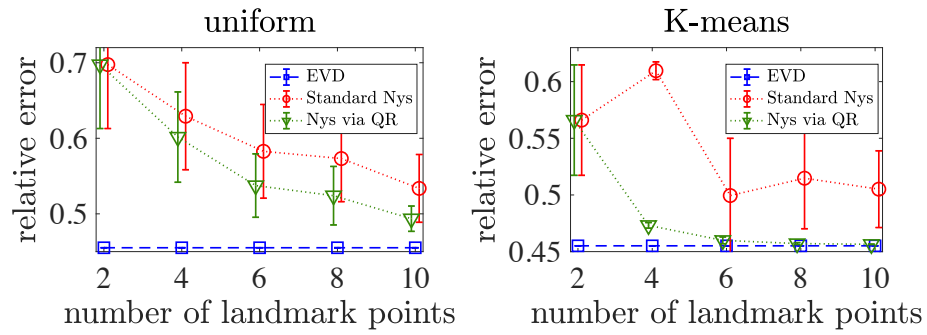 uniform
relative error
0.7
0.6
0.5
2 4 6 8 10
number of landmark points
EVD
Standard Nys
Nys via QR
K-means
relative error
0.6
0.55
0.5
0.45
2 4 6 8 10
number of landmark points
EVD
Standard Nys
Nys via QR